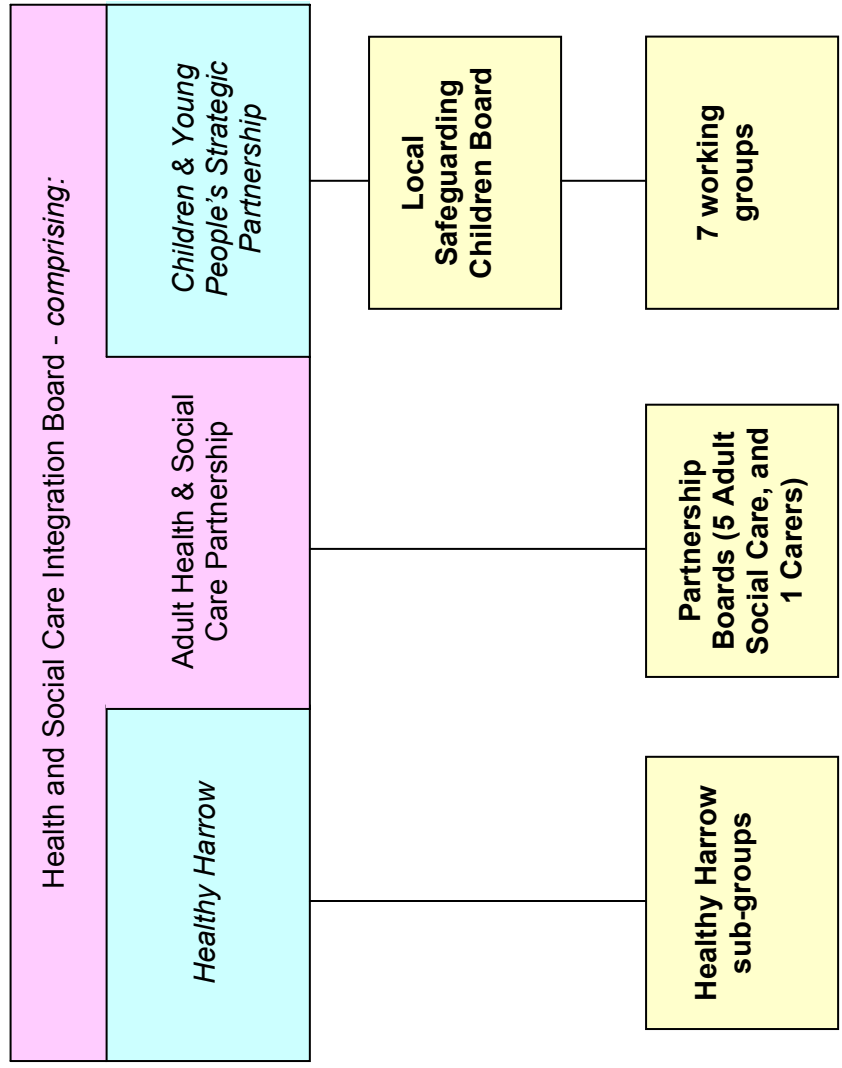 Health and Social Care Integration Board - comprising:
Healthy Harrow
Adult Health & Social
Care Partnership
Children & Young
People's Strategic
Partnership
Local
Safeguarding
Children Board
Healthy Harrow
sub-groups
Partnership
Boards (5 Adult
Social Care, and
1 Carers)
7 working
groups